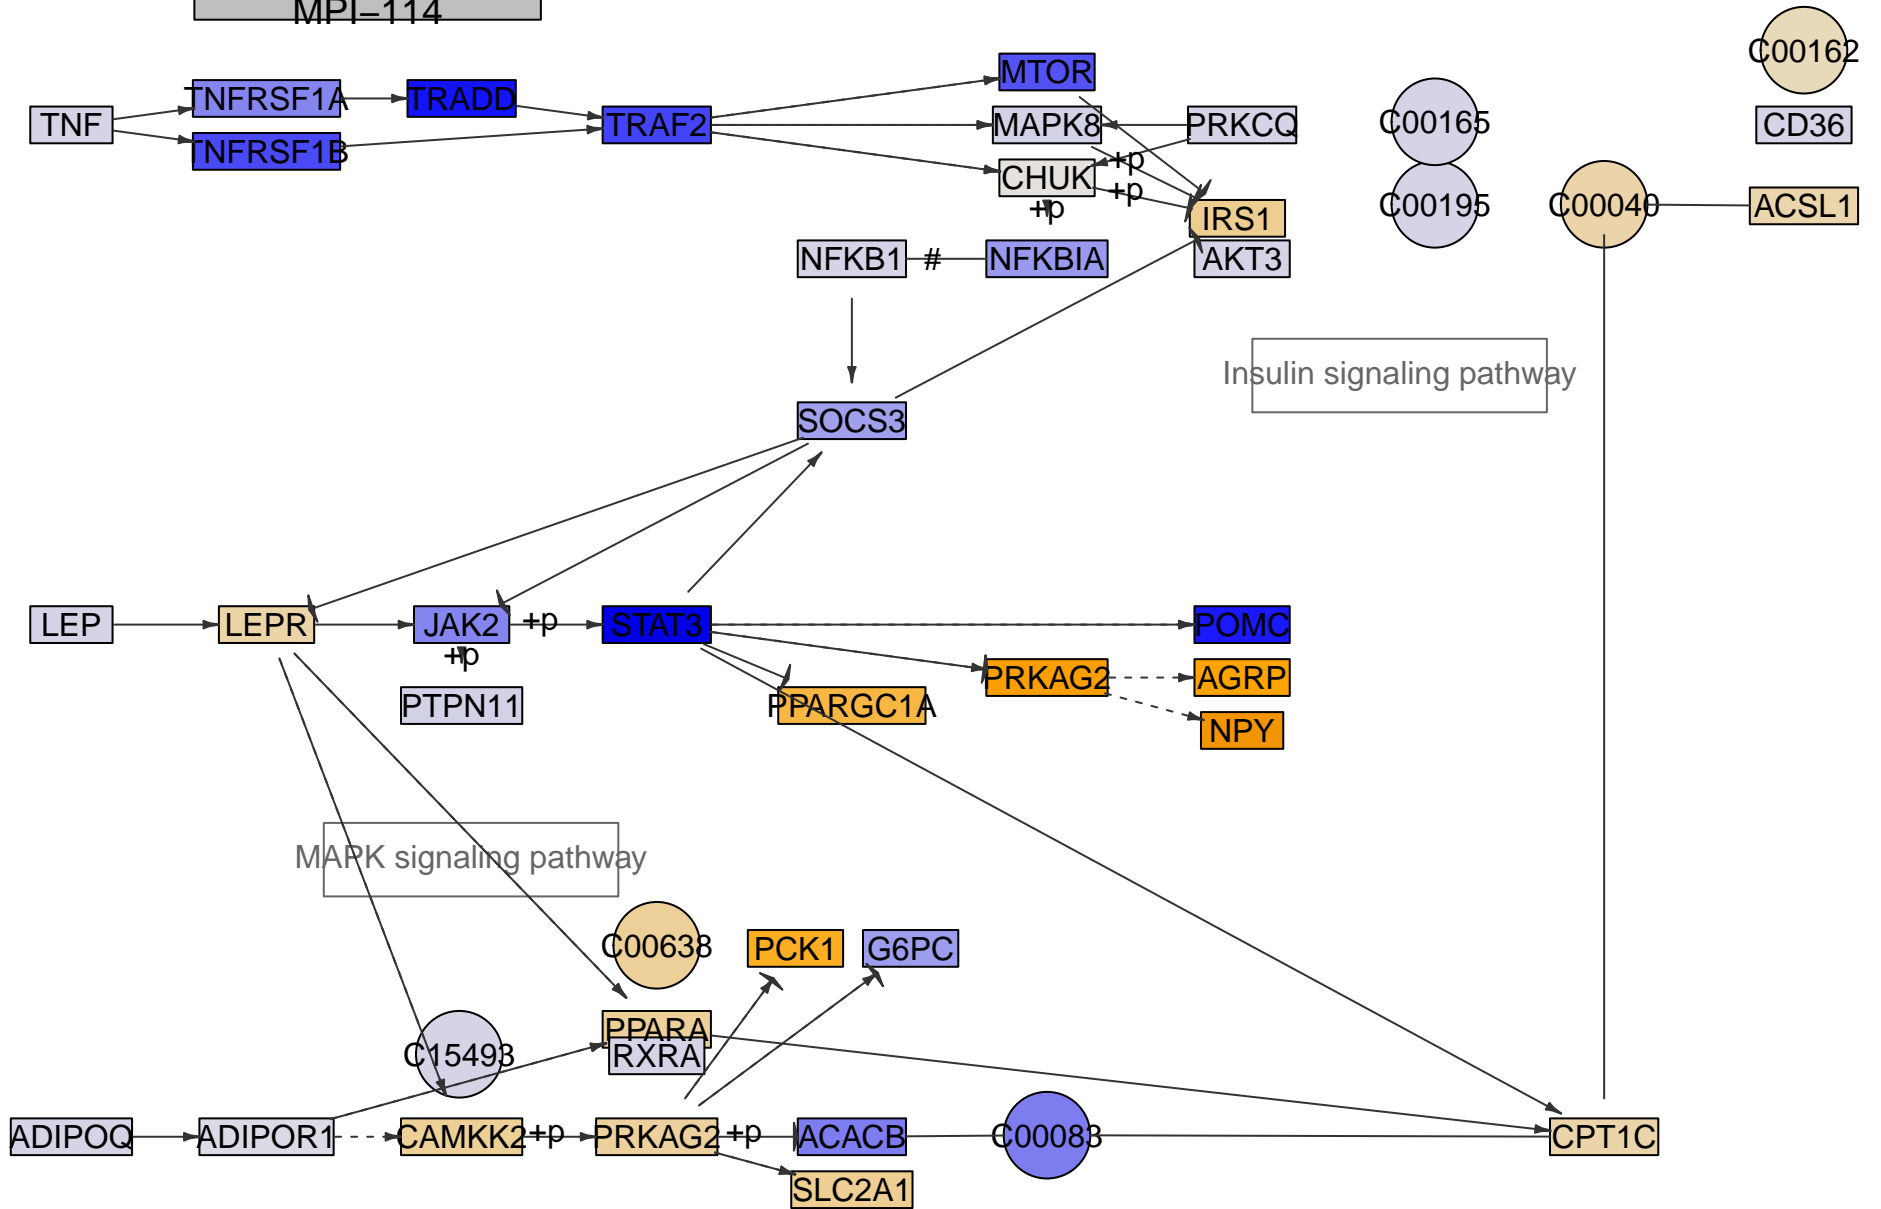 MPI−114
C00162
MTOR
TNFRSF1A
TRADD
TNF
TRAF2
MAPK8
PRKCQ
C00165
CD36
TNFRSF1B
+p
CHUK
+p
+p
IRS1
C00195
C00040
ACSL1
NFKB1
#
NFKBIA
AKT3
Insulin signaling pathway
SOCS3
LEP
LEPR
JAK2
+p
STAT3
POMC
+p
PRKAG2
AGRP
PTPN11
PPARGC1A
NPY
MAPK signaling pathway
C00638
PCK1
G6PC
PPARA
C15493
RXRA
ADIPOQ
ADIPOR1
CAMKK2
+p
PRKAG2
+p
ACACB
C00083
CPT1C
SLC2A1